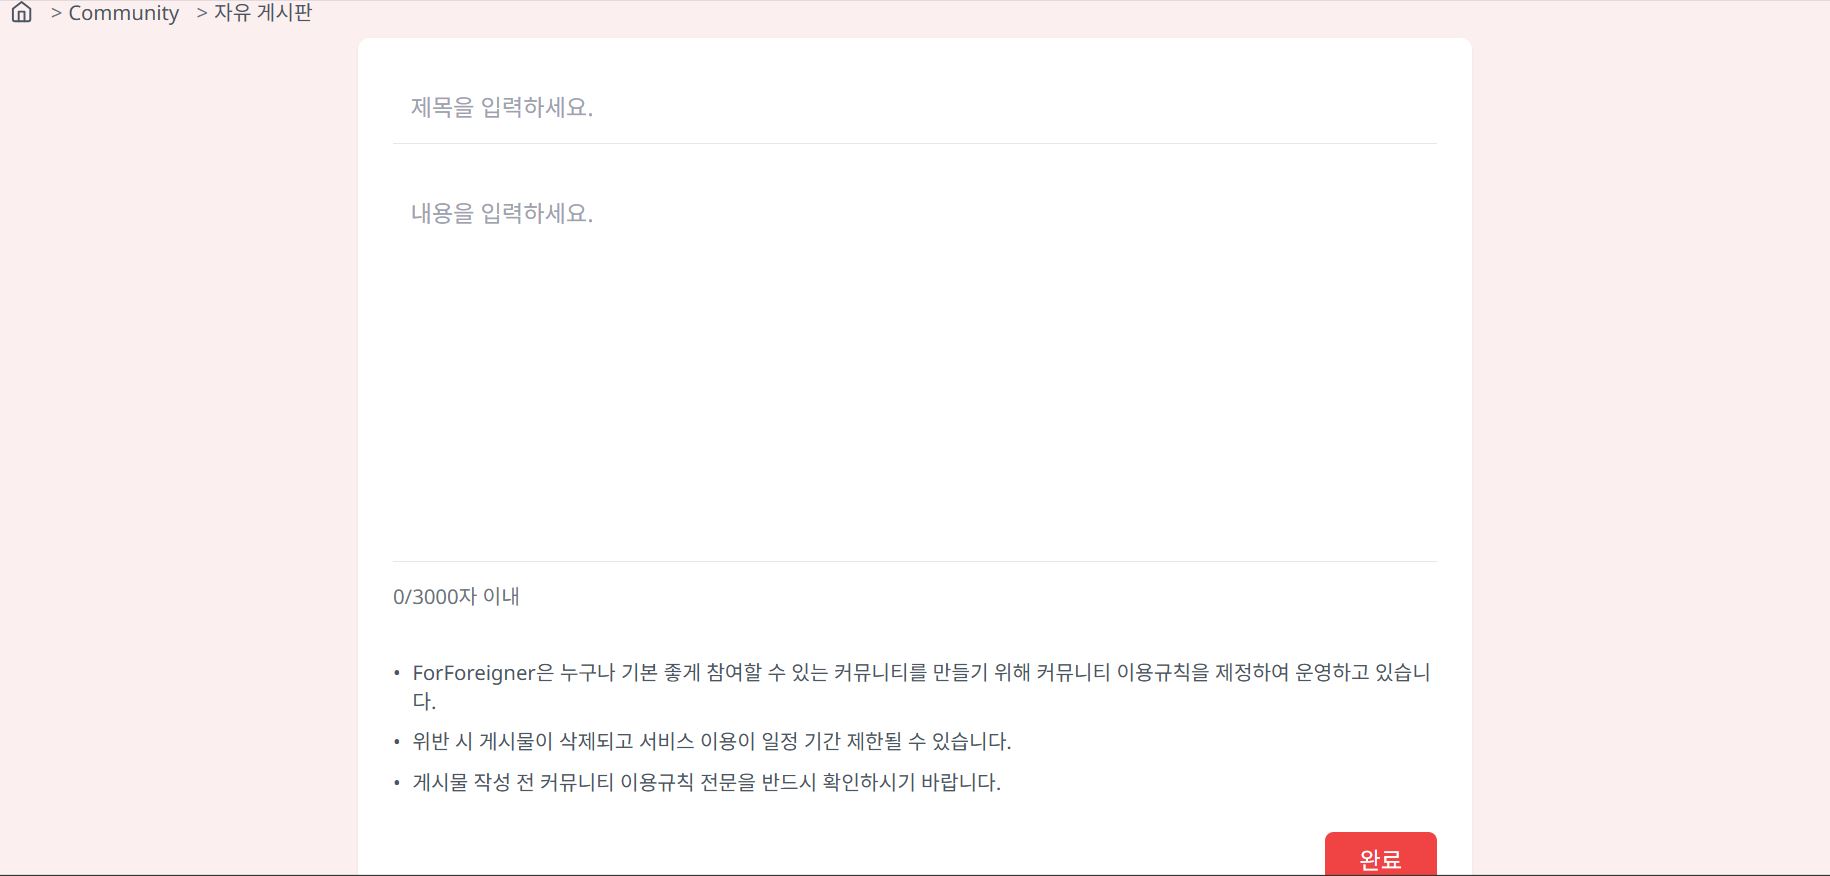 > Community > 자유 게시판
제목을 입력하세요.
내용을 입력하세요.
0/3000자 이내
• ForForeigner은 누구나 기본 좋게 참여할 수 있는 커뮤니티를 만들기 위해 커뮤니티 이용규칙을 제정하여 운영하고 있습니
다.
• 위반 시 게시물이 삭제되고 서비스 이용이 일정 기간 제한될 수 있습니다.
• 게시물 작성 전 커뮤니티 이용규칙 전문을 반드시 확인하시기 바랍니다.
완료